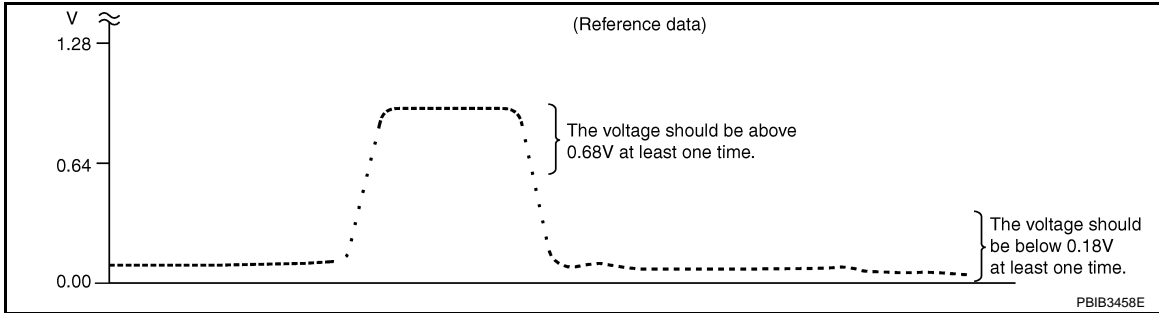 V
(Reference data)
1.28
The voltage should be above
0.68V at least one time.
0.64
The voltage should
be below 0.18V
at least one time.
0.00
PBIB3458E